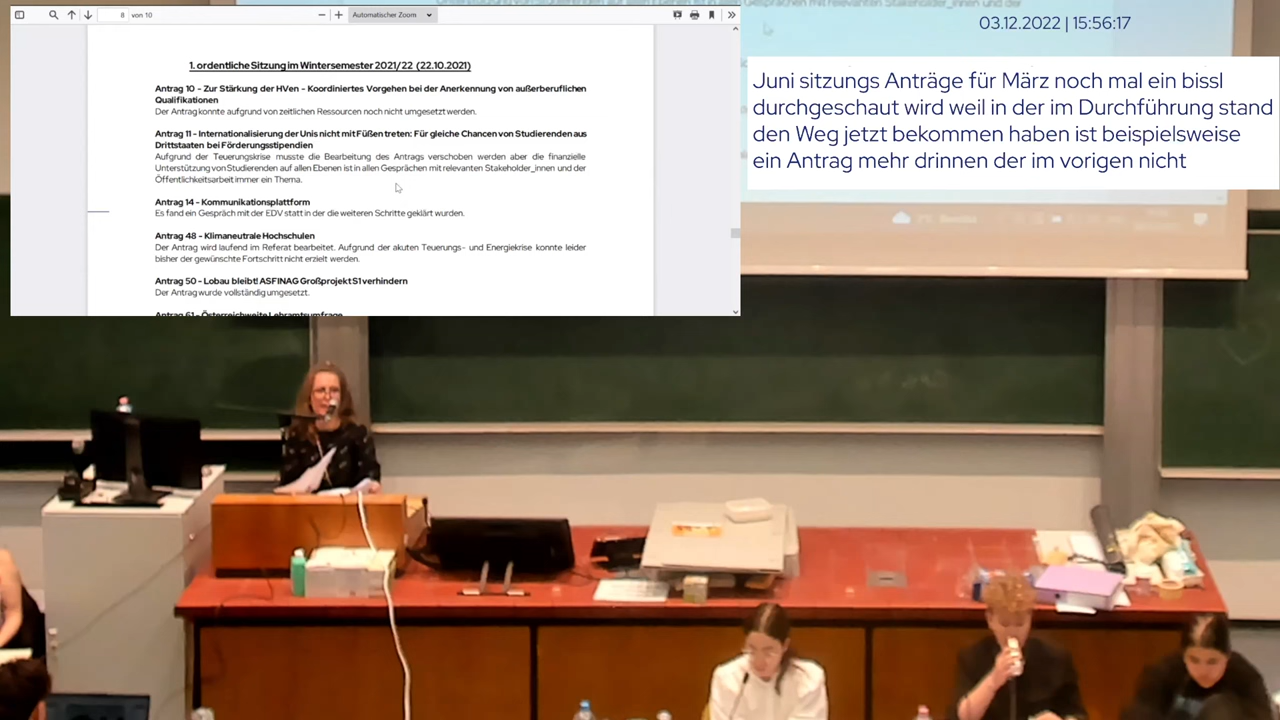 8 von 10
Automatischer Zoom
1. ordentliche Sitzung im Wintersemester 2021/22 (22.10.2021)
Antrag 10 - Zur Stärkung der HVen - Koordiniertes Vorgehen bei der Anerkennung von außerberuflichen
Qualifikationen
Der Antrag konnte aufgrund von zeitlichen Ressourcen noch nicht umgesetzt werden.
Antrag 11 - Internationalisierung der Unis nicht mit Füßen treten: Für gleiche Chancen von Studierenden aus
Drittstaaten bei Förderungsstipendien
Aufgrund der Teuerungskrise musste die Bearbeitung des Antrags verschoben werden aber die finanzielle
Unterstützung von Studierenden auf allen Ebenen ist in allen Gesprächen mit relevanten Stakeholder_innen und der
Öffentlichkeitsarbeit immer ein Thema.
Antrag 14 - Kommunikationsplattform
Es fand ein Gespräch mit der EDV statt in der die weiteren Schritte geklärt wurden.
Antrag 48 - Klimaneutrale Hochschulen
Der Antrag wird laufend im Referat bearbeitet. Aufgrund der akuten Teuerungs- und Energiekrise konnte leider
bisher der gewünschte Fortschritt nicht erzielt werden.
Antrag 50 - Lobau bleibt! ASFINAG Großprojekt S1 verhindern
Der Antrag wurde vollständig umgesetzt.
Antrag 61 - Österreichweite Lehramtsumfrage
03.12.2022 | 15:56:17
Juni sitzungs Anträge für März noch mal ein bissl
durchgeschaut wird weil in der im Durchführung stand
den Weg jetzt bekommen haben ist beispielsweise
ein Antrag mehr drinnen der im vorigen nicht